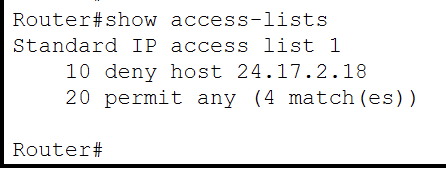 Router#show access-lists
Standard IP access list 1
    10 deny host 24.17.2.18
    20 permit any (4 match(es))
Router#